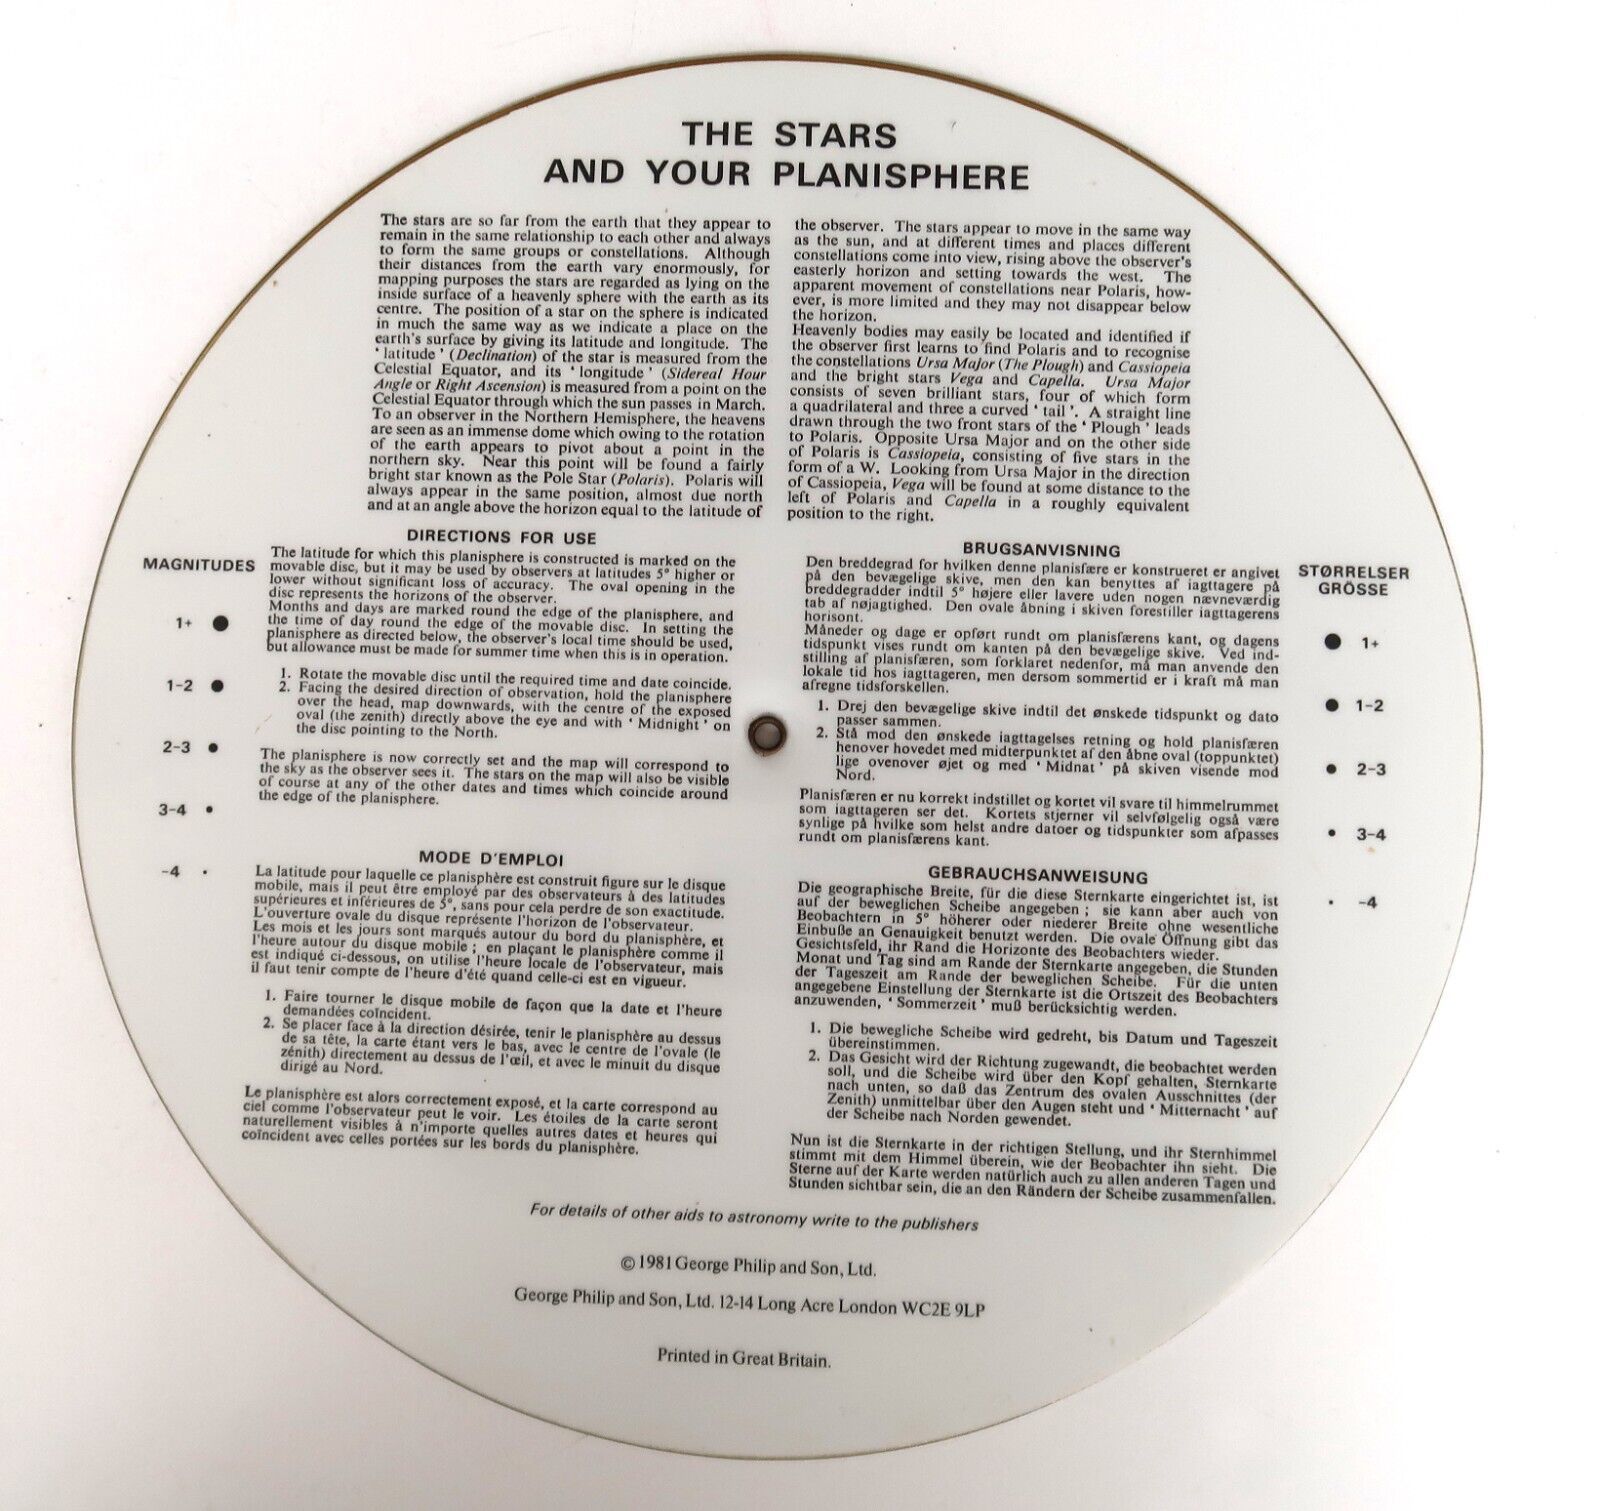 THE STARS
AND YOUR PLANISPHERE
The stars are so far from the earth that they appear to
remain in the same relationship to each other and always
to form the same groups or constellations. Although
their distances from the earth vary enormously, for
mapping purposes the stars are regarded as lying on the
inside surface of a heavenly sphere with the earth as its
centre. The position of a star on the sphere is indicated
in much the same way as we indicate a place on the
earth's surface by giving its latitude and longitude. The
' latitude ' (Declination) of the star is measured from the
Celestial Equator, and its ' longitude ' (Sidereal Hour
Angle or Right Ascension) is measured from a point on the
Celestial Equator through which the sun passes in March.
To an observer in the Northern Hemisphere, the heavens
are seen as an immense dome which owing to the rotation
of the earth appears to pivot about a point in the
northern sky. Near this point will be found a fairly
bright star known as the Pole Star (Polaris). Polaris will
always appear in the same position, almost due north
and at an angle above the horizon equal to the latitude of
the observer. The stars appear to move in the same way
as the sun, and at different times and places different
constellations come into view, rising above the observer's
easterly horizon and setting towards the west. The
apparent movement of constellations near Polaris, how-
ever, is more limited and they may not disappear below
the horizon.
Heavenly bodies may easily be located and identified if
the observer first learns to find Polaris and to recognise
the constellations Ursa Major (The Plough) and Cassiopeia
and the bright stars Vega and Capella. Ursa Major
consists of seven brilliant stars, four of which form
a quadrilateral and three a curved ' tail '. A straight line
drawn through the two front stars of the ' Plough ' leads
to Polaris. Opposite Ursa Major and on the other side
of Polaris is Cassiopeia, consisting of five stars in the
form of a W. Looking from Ursa Major in the direction
of Cassiopeia, Vega will be found at some distance to the
left of Polaris and Capella in a roughly equivalent
position to the right.
MAGNITUDES
1+
1-2
2-3
3-4
-4
DIRECTIONS FOR USE
The latitude for which this planisphere is constructed is marked on the
movable disc, but it may be used by observers at latitudes 5° higher or
lower without significant loss of accuracy. The oval opening in the
disc represents the horizons of the observer.
Months and days are marked round the edge of the planisphere, and
the time of day round the edge of the movable disc. In setting the
planisphere as directed below, the observer's local time should be used,
but allowance must be made for summer time when this is in operation.
1. Rotate the movable disc until the required time and date coincide.
2. Facing the desired direction of observation, hold the planisphere
over the head, map downwards, with the centre of the exposed
oval (the zenith) directly above the eye and with ' Midnight ' on
the disc pointing to the North.
The planisphere is now correctly set and the map will correspond to
the sky as the observer sees it. The stars on the map will also be visible
of course at any of the other dates and times which coincide around
the edge of the planisphere.
MODE D'EMPLOI
La latitude pour laquelle ce planisphère est construit figure sur le disque
mobile, mais il peut être employé par des observateurs à des latitudes
supérieures et inférieures de 5°, sans pour cela perdre de son exactitude.
L'ouverture ovale du disque représente l'horizon de l'observateur.
Les mois et les jours sont marqués autour du bord du planisphère, et
l'heure autour du disque mobile ; en plaçant le planisphère comme il
est indiqué ci-dessous, on utilise l'heure locale de l'observateur, mais
il faut tenir compte de l'heure d'été quand celle-ci est en vigueur.
1. Faire tourner le disque mobile de façon que la date et l'heure
demandées coïncident.
2. Se placer face à la direction désirée, tenir le planisphère au dessus
de sa tête, la carte étant vers le bas, avec le centre de l'ovale (le
zénith) directement au dessus de l'œil, et avec le minuit du disque
dirigé au Nord.
Le planisphère est alors correctement exposé, et la carte correspond au
ciel comme l'observateur peut le voir. Les étoiles de la carte seront
naturellement visibles à n'importe quelles autres dates et heures qui
coïncident avec celles portées sur les bords du planisphère.
BRUGSANVISNING
Den breddegrad for hvilken denne planisfære er konstrueret er angivet
på den bevægelige skive, men den kan benyttes af iagttagere på
breddegradder indtil 5° højere eller lavere uden nogen nævneværdig
tab af nøjagtighed. Den ovale åbning i skiven forestiller iagttagerens
horisont.
Måneder og dage er opført rundt om planisfærens kant, og dagens
tidspunkt vises rundt om kanten på den bevægelige skive. Ved ind-
stilling af planisfæren, som forklaret nedenfor, må man anvende den
lokale tid hos iagttageren, men dersom sommertid er i kraft må man
afregne tidsforskellen.
1. Drej den bevægelige skive indtil det ønskede tidspunkt og dato
passer sammen.
2. Stå mod den ønskede iagttagelses retning og hold planisfæren
henover hovedet med midterpunktet af den åbne oval (toppunktet)
lige ovenover øjet og med ' Midnat ' på skiven visende mod
Nord.
Planisfæren er nu korrekt indstillet og kortet vil svare til himmelrummet
som iagttageren ser det. Kortets stjerner vil selvfølgelig også være
synlige på hvilke som helst andre datoer og tidspunkter som afpasses
rundt om planisfærens kant.
GEBRAUCHSANWEISUNG
Die geographische Breite, für die diese Sternkarte eingerichtet ist, ist
auf der beweglichen Scheibe angegeben ; sie kann aber auch von
Beobachtern in 5° höherer oder niederer Breite ohne wesentliche
Einbuße an Genauigkeit benutzt werden. Die ovale Öffnung gibt das
Gesichtsfeld, ihr Rand die Horizonte des Beobachters wieder.
Monat und Tag sind am Rande der Sternkarte angegeben, die Stunden
der Tageszeit am Rande der beweglichen Scheibe. Für die unten
angegebene Einstellung der Sternkarte ist die Ortszeit des Beobachters
anzuwenden, ' Sommerzeit ' muß berücksichtig werden.
1. Die bewegliche Scheibe wird gedreht, bis Datum und Tageszeit
übereinstimmen.
2. Das Gesicht wird der Richtung zugewandt, die beobachtet werden
soll, und die Scheibe wird über den Kopf gehalten, Sternkarte
nach unten, so daß das Zentrum des ovalen Ausschnittes (der
Zenith) unmittelbar über den Augen steht und ' Mitternacht ' auf
der Scheibe nach Norden gewendet.
Nun ist die Sternkarte in der richtigen Stellung, und ihr Sternhimmel
stimmt mit dem Himmel überein, wie der Beobachter ihn sieht. Die
Sterne auf der Karte werden natürlich auch zu allen anderen Tagen und
Stunden sichtbar sein, die an den Rändern der Scheibe zusammenfallen.
STØRRELSER
GRÖSSE
1+
1-2
2-3
3-4
-4
For details of other aids to astronomy write to the publishers
© 1981 George Philip and Son, Ltd.
George Philip and Son, Ltd. 12-14 Long Acre London WC2E 9LP
Printed in Great Britain.